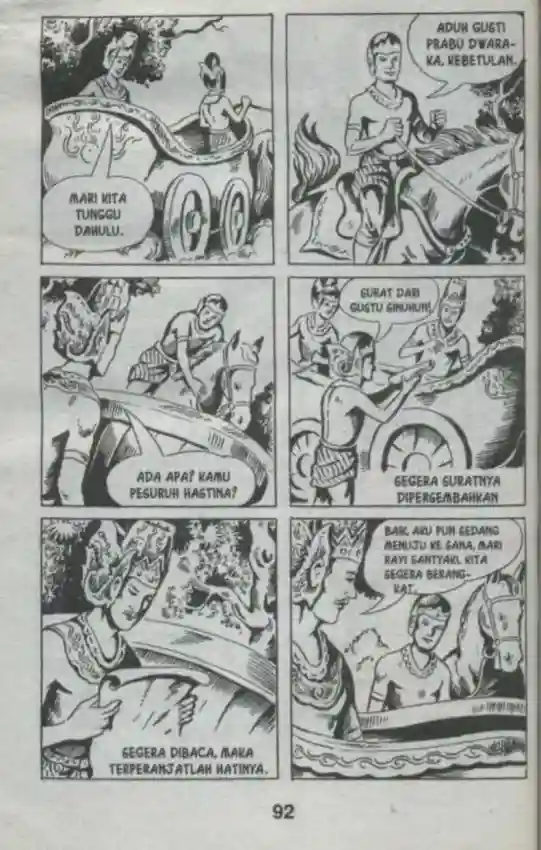 MARI KITA
TUNGGU
DAHULU.
ADUH GUSTI
PRABU DWARA-
KA, KEBETULAN.
ADA APA? KAMU
PESURUH HASTINA?
SURAT DARI
GUSTU SINUHUN!
SEGERA SURATNYA
DIPERSEMBAHKAN
SEGERA DIBACA, MAKA
TERPERANJATLAH HATINYA.
BAIK, AKU PUN SEDANG
MENUJU KE SANA, MARI
RAYI SANTYAKI, KITA
SEGERA BERANG-
KAT.
92